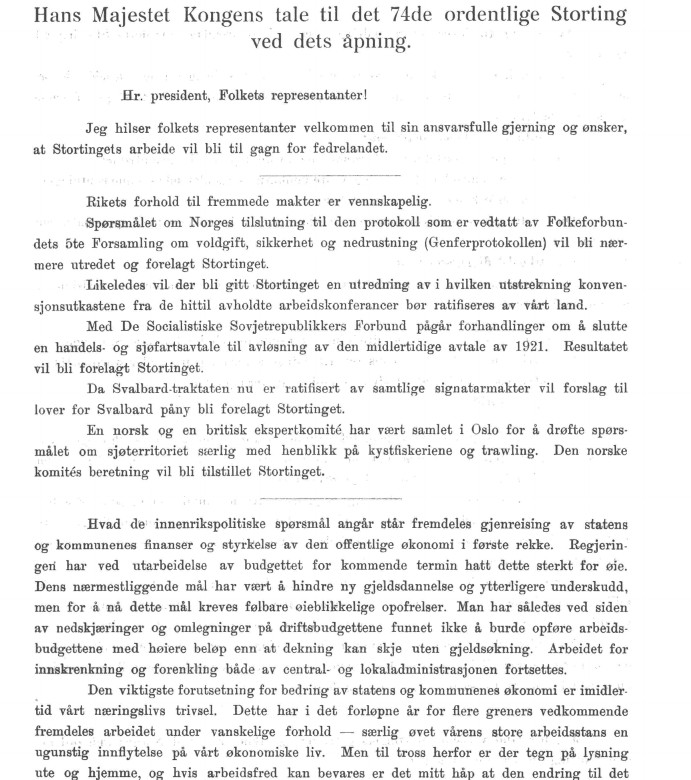 Hans Majestet Kongens tale til det 74de ordentlige Storting
ved dets åpning.
Hr. president, Folkets representanter!
Jeg hilser folkets representanter velkommen til sin ansvarsfulle gjerning og ønsker,
at Stortingets arbeide vil bli til gagn for fedrelandet.
Rikets forhold til fremmede makter er vennskapelig.
Spørsmålet om Norges tilslutning til den protokoll som er vedtatt av Folkeforbun-
dets 5te Forsamling om voldgift, sikkerhet og nedrustning (Genferprotokollen) vil bli nær-
mere utredet og forelagt Stortinget.
Likeledes vil der bli gitt Stortinget en utredning av i hvilken utstrekning konven-
sjonsutkastene fra de hittil avholdte arbeidskonferancer bør ratifiseres av vårt land.
Med De Socialistiske Sovjetrepublikkers Forbund pågår forhandlinger om å slutte
en handels- og sjøfartsavtale til avløsning av den midlertidige avtale av 1921. Resultatet
vil bli forelagt Stortinget.
Da Svalbard-traktaten nu er ratifisert av samtlige signatarmakter vil forslag til
lover for Svalbard påny bli forelagt Stortinget.
En norsk og en britisk ekspertkomité har vært samlet i Oslo for å drøfte spørs-
målet om sjøterritoriet særlig med henblikk på kystfiskeriene og trawling. Den norske
komités beretning vil bli tilstillet Stortinget.
Hvad de innenrikspolitiske spørsmål angår står fremdeles gjenreising av statens
og kommunenes finanser og styrkelse av den offentlige økonomi i første rekke. Regjerin-
gen har ved utarbeidelse av budgettet for kommende termin hatt dette sterkt for øie.
Dens nærmestliggende mål har vært å hindre ny gjeldsdannelse og ytterligere underskudd,
men for å nå dette mål kreves følbare øieblikkelige opofrelser. Man har således ved siden
av nedskjæringer og omlegninger på driftsbudgettene funnet ikke å burde opføre arbeids-
budgettene med høiere beløp enn at dekning kan skje uten gjeldsøkning. Arbeidet for
innskrenkning og forenkling både av central- og lokaladministrasjonen fortsettes.
Den viktigste forutsetning for bedring av statens og kommunenes økonomi er imidler-
tid vårt næringslivs trivsel. Dette har i det forløpne år for flere greners vedkommende
fremdeles arbeidet under vanskelige forhold — særlig øvet vårens store arbeidsstans en
ugunstig innflytelse på vårt økonomiske liv. Men til tross herfor er der tegn på lysning
ute og hjemme, og hvis arbeidsfred kan bevares er det mitt håp at den endring til det